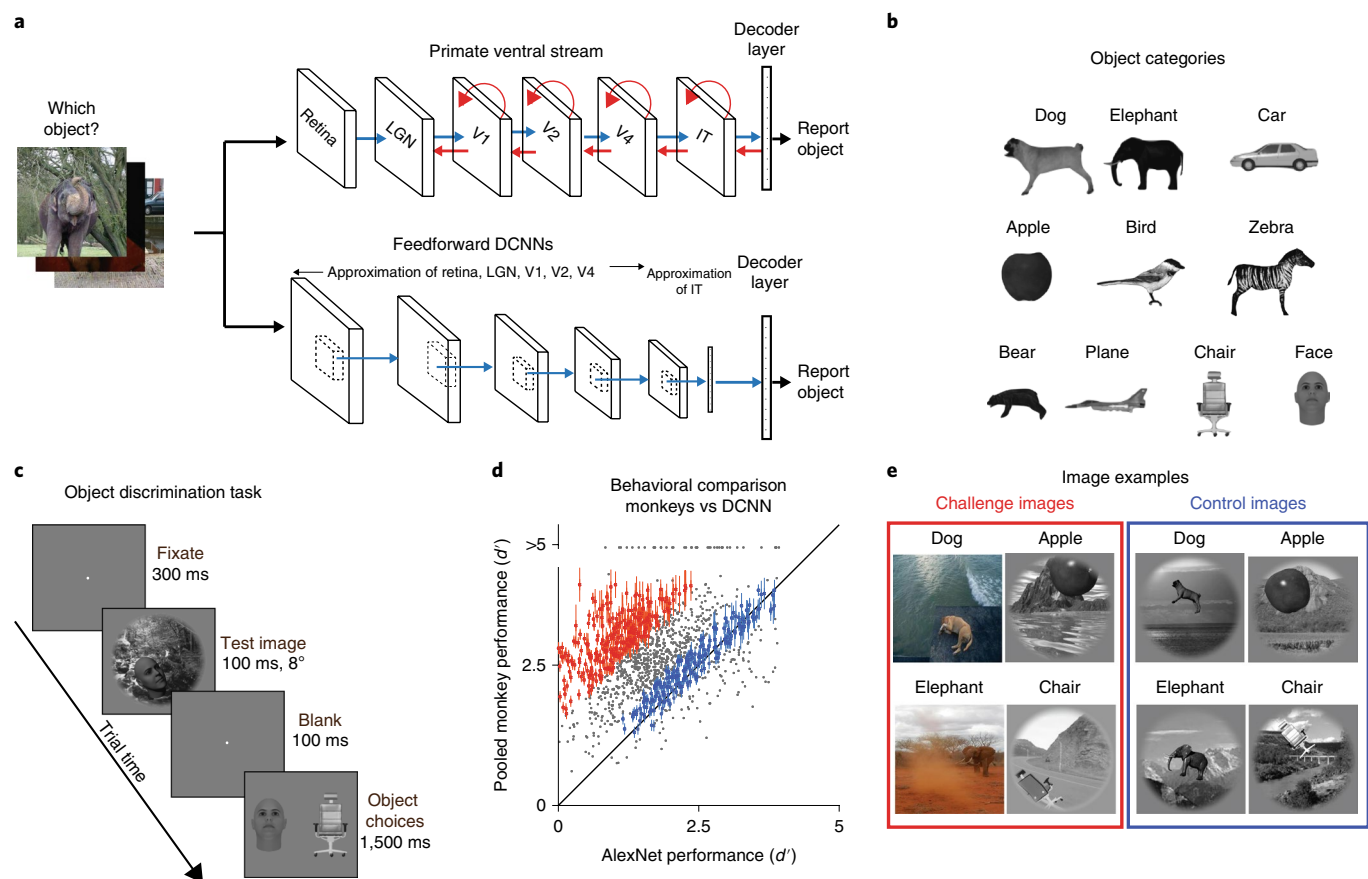 a
Primate ventral stream
Decoder
layer
Which
object?
Retina
LGN
V1
V2
V4
IT
Report
object
Feedforward DCNNs
Approximation of retina, LGN, V1, V2, V4
Approximation
of IT
Decoder
layer
Report
object
b
Object categories
Dog Elephant Car
Apple Bird Zebra
Bear Plane Chair Face
c
Object discrimination task
Fixate
300 ms
Test image
100 ms, 8°
Blank
100 ms
Object
choices
1,500 ms
Trial time
d
Behavioral comparison
monkeys vs DCNN
Pooled monkey performance (d′)
>5
2.5
0
0 2.5 5
AlexNet performance (d′)
e
Image examples
Challenge images
Control images
Dog Apple
Elephant Chair
Dog Apple
Elephant Chair